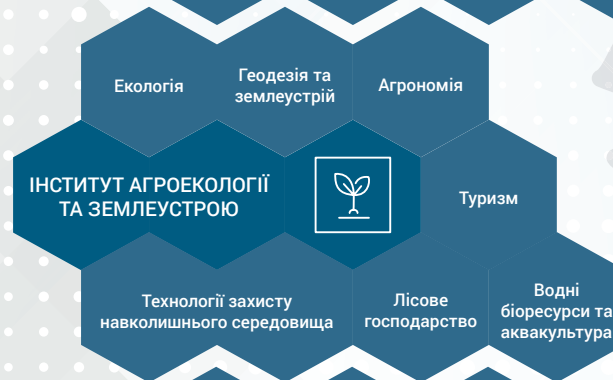 Екологія
Геодезія та
землеустрій
Агрономія
ІНСТИТУТ АГРОЕКОЛОГІЇ
ТА ЗЕМЛЕУСТРОЮ
Туризм
Технології захисту
навколишнього середовища
Лісове
господарство
Водні
біоресурси та
аквакультура